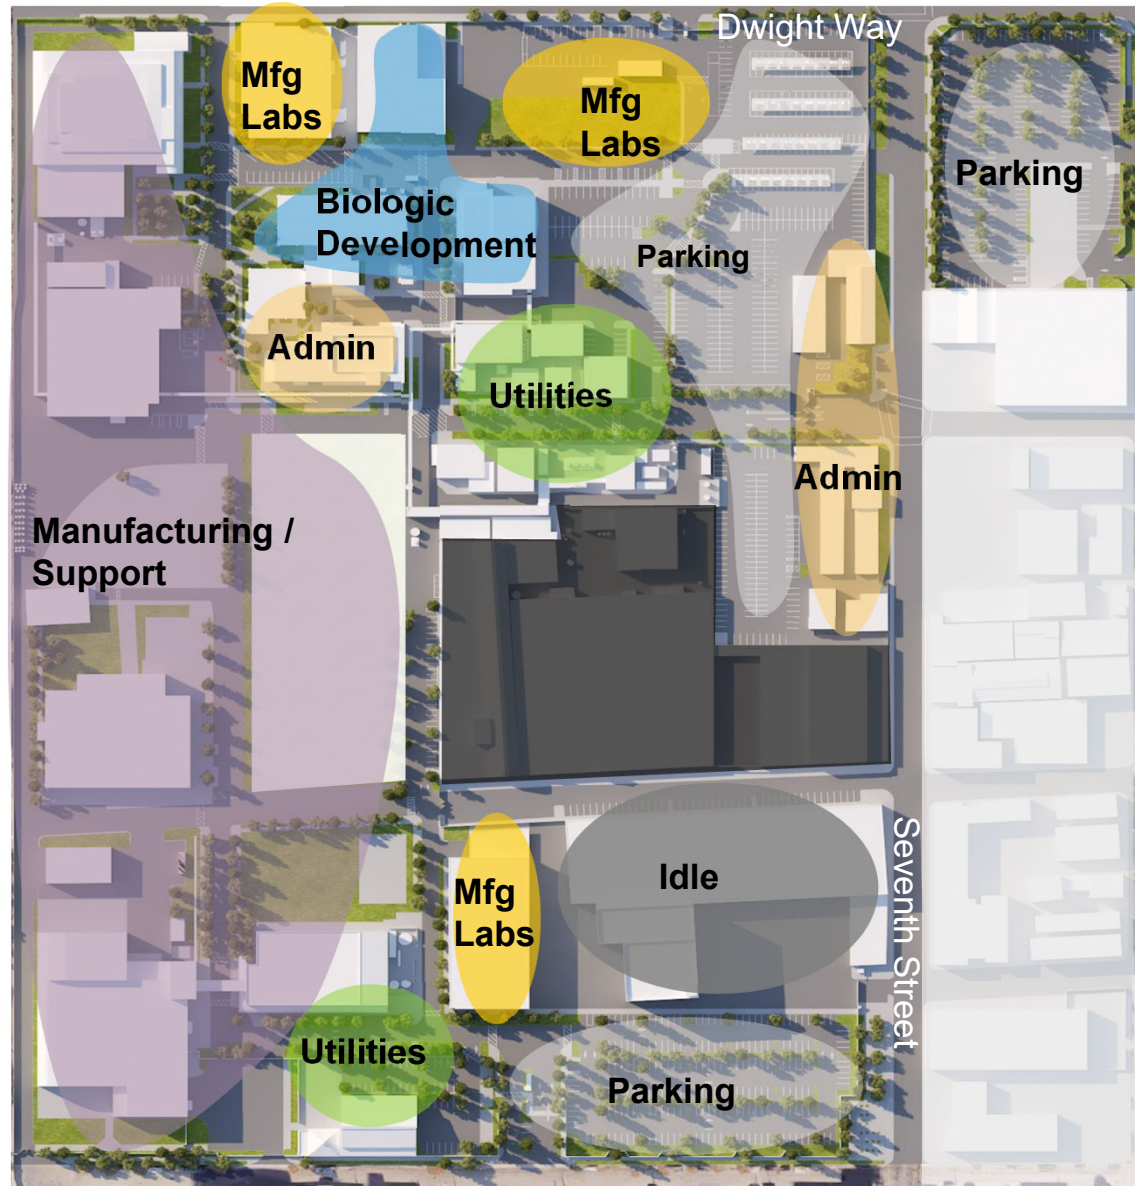 Dwight Way
Mfg
Labs
Mfg
Labs
Parking
Biologic
Development
Parking
Admin
Utilities
Admin
Manufacturing /
Support
Idle
Mfg
Labs
Seventh Street
Utilities
Parking